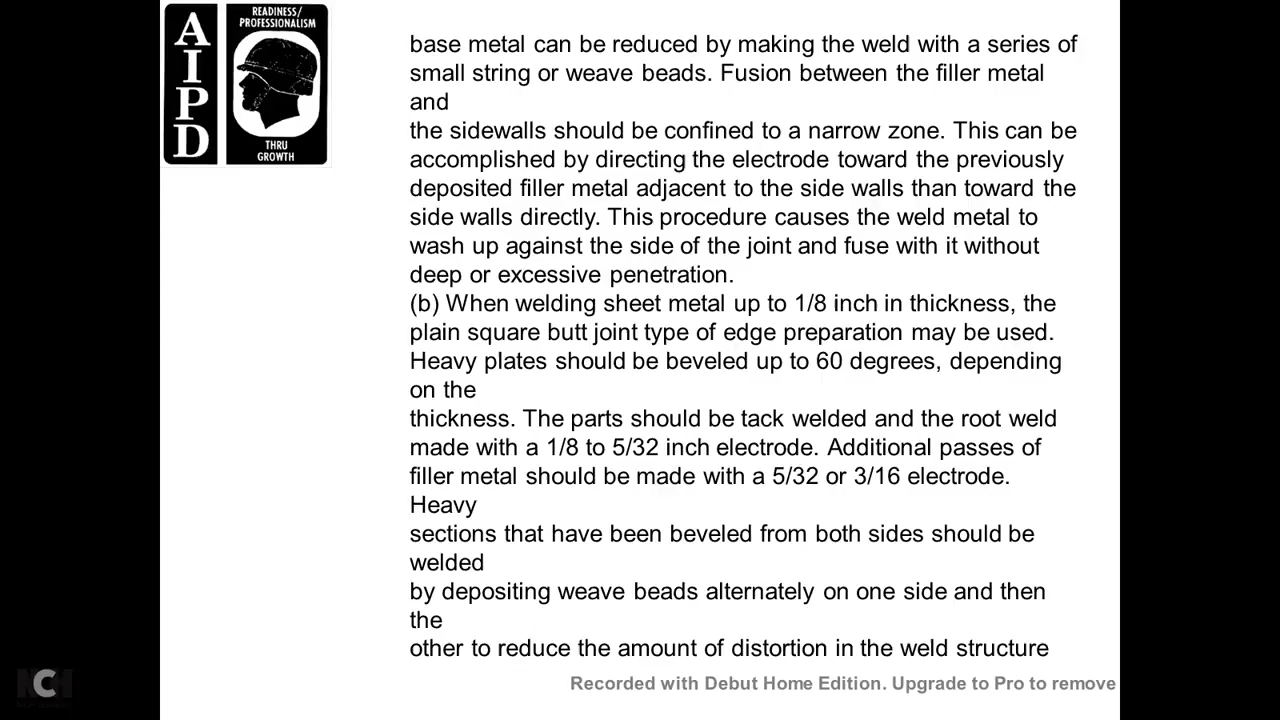 AIPD
READINESS/
PROFESSIONALISM
THRU
GROWTH
base metal can be reduced by making the weld with a series of
small string or weave beads. Fusion between the filler metal
and
the sidewalls should be confined to a narrow zone. This can be
accomplished by directing the electrode toward the previously
deposited filler metal adjacent to the side walls than toward the
side walls directly. This procedure causes the weld metal to
wash up against the side of the joint and fuse with it without
deep or excessive penetration.
(b) When welding sheet metal up to 1/8 inch in thickness, the
plain square butt joint type of edge preparation may be used.
Heavy plates should be beveled up to 60 degrees, depending
on the
thickness. The parts should be tack welded and the root weld
made with a 1/8 to 5/32 inch electrode. Additional passes of
filler metal should be made with a 5/32 or 3/16 electrode.
Heavy
sections that have been beveled from both sides should be
welded
by depositing weave beads alternately on one side and then
the
other to reduce the amount of distortion in the weld structure
NCH
Recorded with Debut Home Edition. Upgrade to Pro to remove